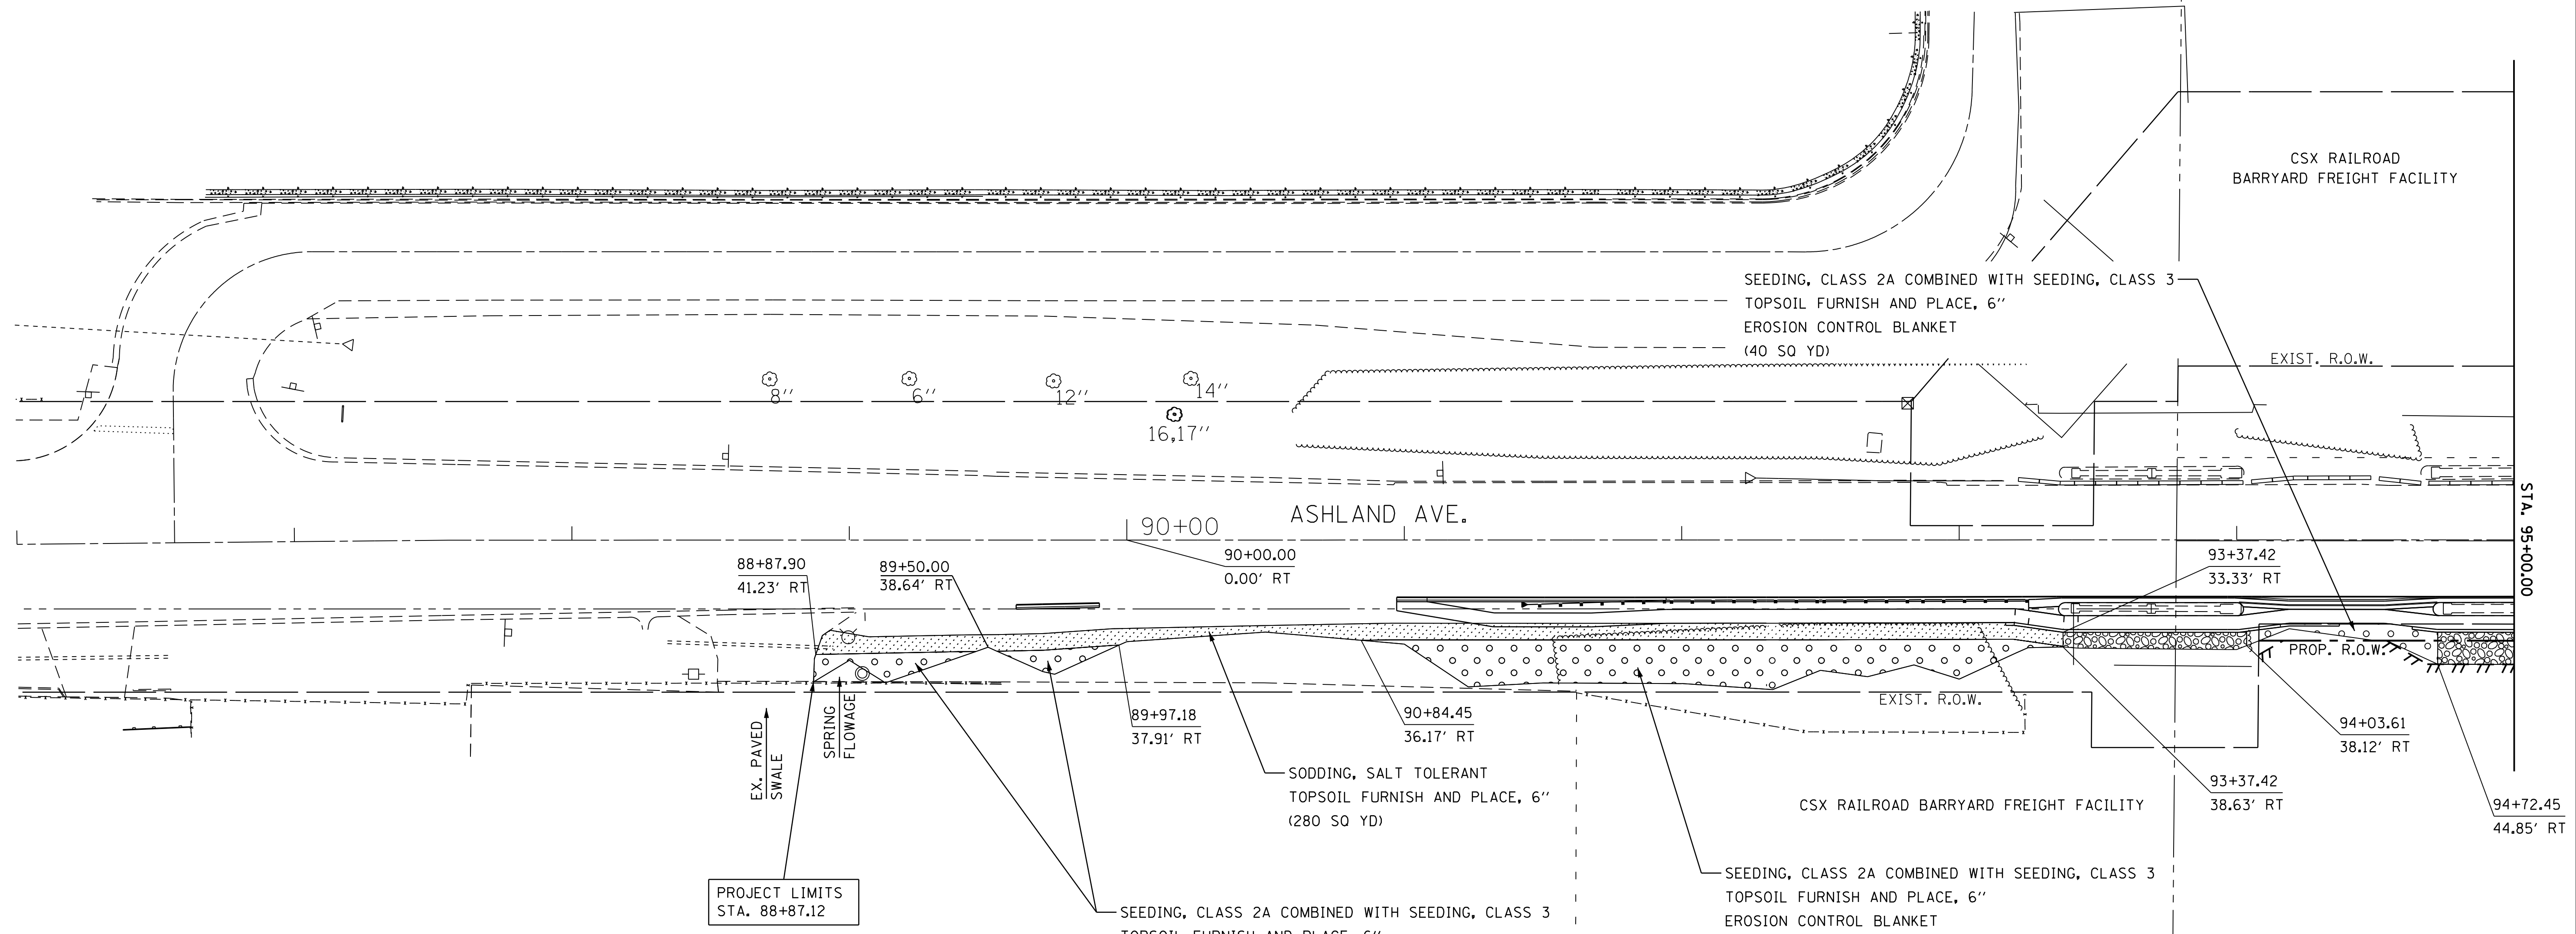 CSX RAILROAD
BARRYARD FREIGHT FACILITY
SEEDING, CLASS 2A COMBINED WITH SEEDING, CLASS 3
TOPSOIL FURNISH AND PLACE, 6''
EROSION CONTROL BLANKET
(40 SQ YD)
EXIST. R.O.W.
8''
6''
12''
14''
16,17''
ASHLAND AVE.
90+00
STA. 95+00.00
88+87.90
41.23' RT
89+50.00
38.64' RT
90+00.00
0.00' RT
93+37.42
33.33' RT
PROP. R.O.W.
EXIST. R.O.W.
EX. PAVED
SWALE
SPRING
FLOWAGE
89+97.18
37.91' RT
90+84.45
36.17' RT
94+03.61
38.12' RT
93+37.42
38.63' RT
94+72.45
44.85' RT
SODDING, SALT TOLERANT
TOPSOIL FURNISH AND PLACE, 6''
(280 SQ YD)
CSX RAILROAD BARRYARD FREIGHT FACILITY
PROJECT LIMITS
STA. 88+87.12
SEEDING, CLASS 2A COMBINED WITH SEEDING, CLASS 3
TOPSOIL FURNISH AND PLACE, 6''
EROSION CONTROL BLANKET
SEEDING, CLASS 2A COMBINED WITH SEEDING, CLASS 3
TOPSOIL FURNISH AND PLACE, 6''